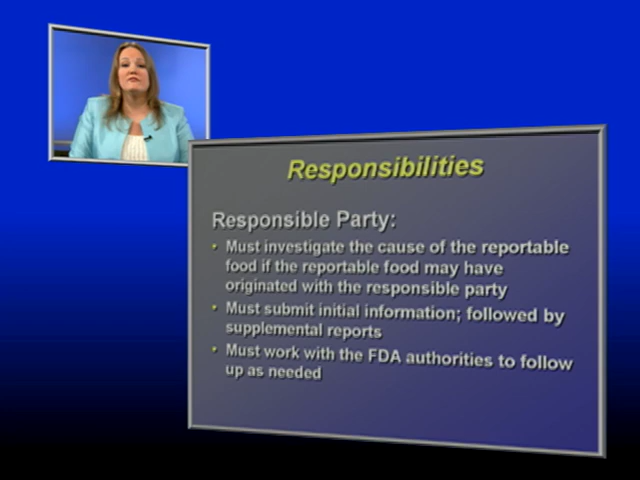 Responsibilities
Responsible Party:
• Must investigate the cause of the reportable
food if the reportable food may have
originated with the responsible party
• Must submit initial information; followed by
supplemental reports
• Must work with the FDA authorities to follow
up as needed